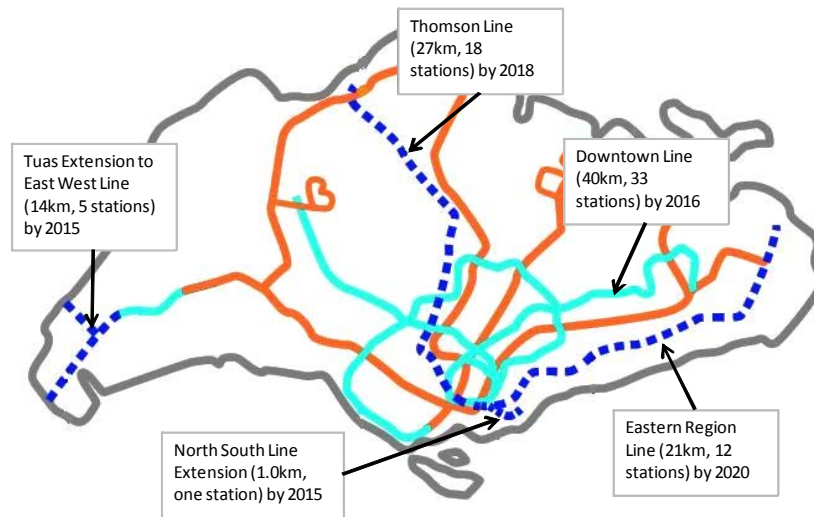 Thomson Line
(27km, 18
stations) by 2018
Tuas Extension to
East West Line
(14km, 5 stations)
by 2015
Downtown Line
(40km, 33
stations) by 2016
North South Line
Extension (1.0km,
one station) by 2015
Eastern Region
Line (21km, 12
stations) by 2020